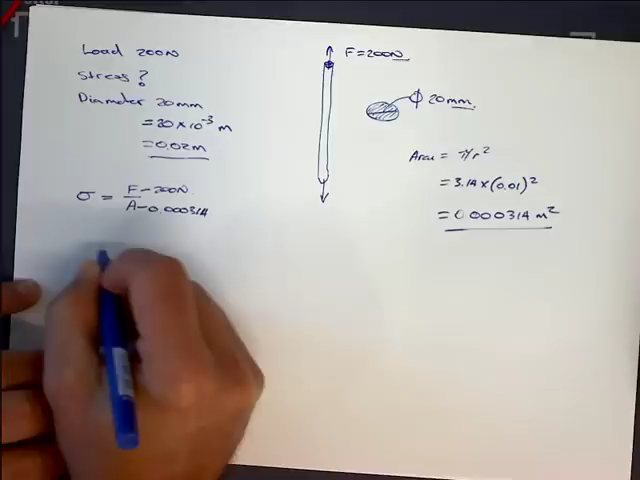 Load 200N
Stress ?
Diameter 20mm
= 20 × 10⁻³ m
= 0.02m
σ = F – 200N
A – 0.000314
F = 200N
Φ 20mm
Area = πr²
= 3.14 × (0.01)²
= 0.000314 m²